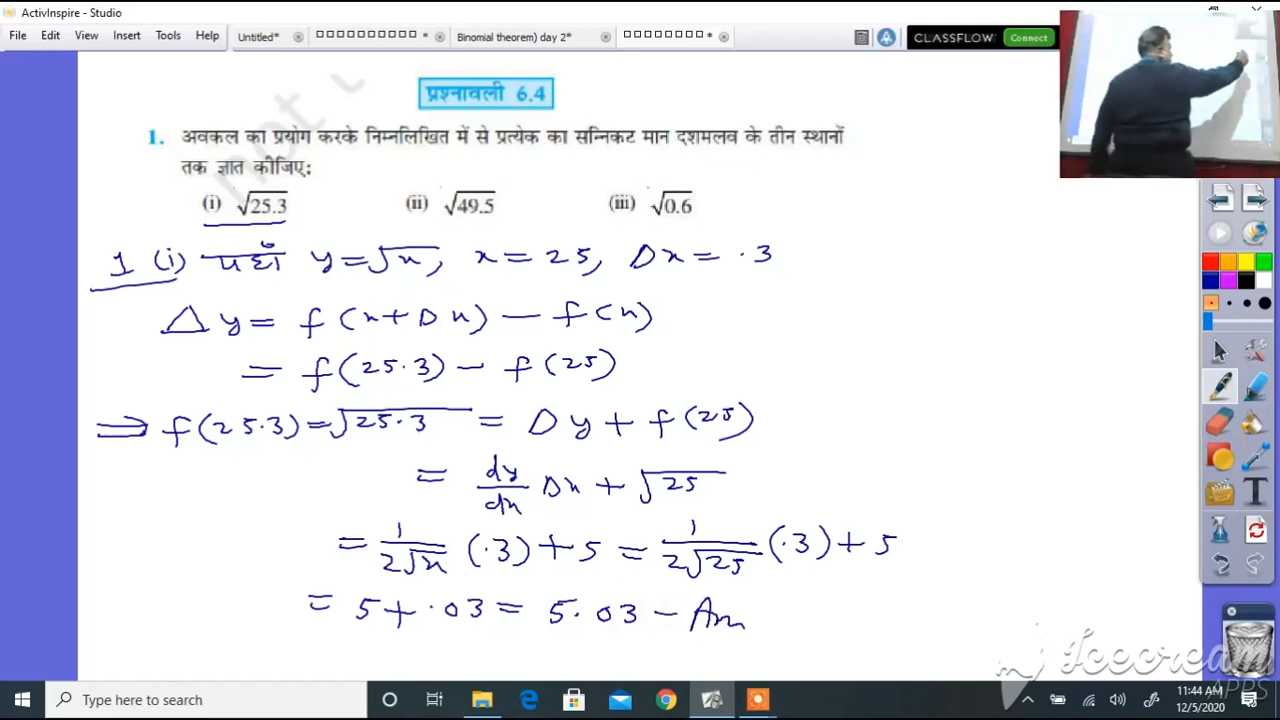 ActivInspire - Studio
File Edit View Insert Tools Help Untitled* Binomial theorem) day 2* CLASSFLOW Connect
प्रश्नावली 6.4
1. अवकल का प्रयोग करके निम्नलिखित में से प्रत्येक का सन्निकट मान दशमलव के तीन स्थानों
तक ज्ञात कीजिए:
(i) √25.3 (ii) √49.5 (iii) √0.6
1 (i) यहाँ y = √x, x = 25, Δx = .3
Δy = f(x+Δx) - f(x)
= f(25.3) - f(25)
⇒ f(25.3) = √25.3 = Δy + f(25)
= dy/dx Δx + √25
= 1/2√x (.3) + 5 = 1/2√25 (.3) + 5
= 5 + .03 = 5.03 - Ans
Icecream
APPS
Type here to search
11:44 AM
12/5/2020